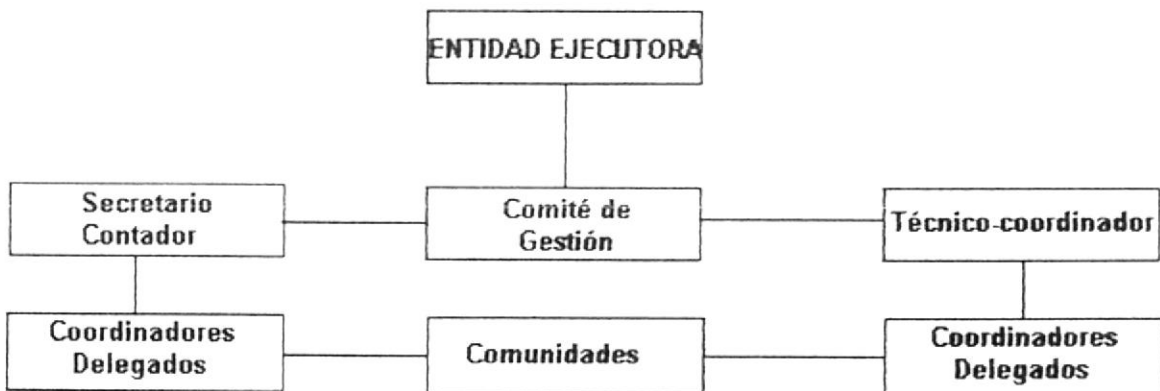 ENTIDAD EJECUTORA
Secretario
Contador
Comité de
Gestión
Técnico-coordinador
Coordinadores
Delegados
Comunidades
Coordinadores
Delegados